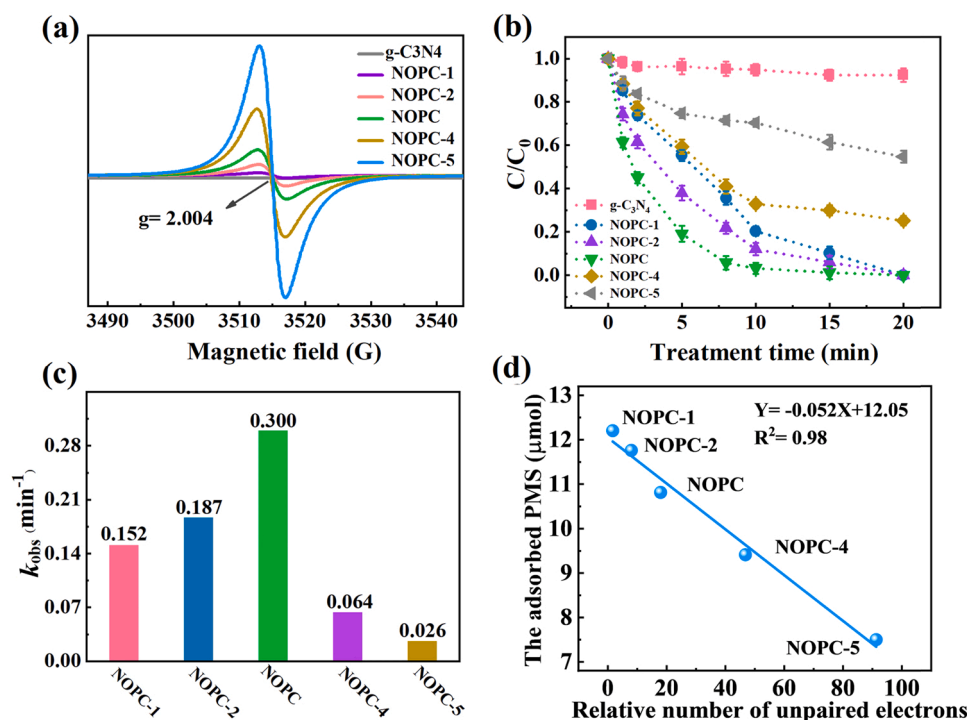 (a)
g-C3N4
NOPC-1
NOPC-2
NOPC
NOPC-4
NOPC-5
g= 2.004
3490 3500 3510 3520 3530 3540
Magnetic field (G)
(b)
C/C0
1.0
0.8
0.6
0.4
0.2
0.0
g-C3N4
NOPC-1
NOPC-2
NOPC
NOPC-4
NOPC-5
0 5 10 15 20
Treatment time (min)
(c)
kobs (min-1)
0.28
0.21
0.14
0.07
0.00
0.152
0.187
0.300
0.064
0.026
NOPC-1
NOPC-2
NOPC
NOPC-4
NOPC-5
(d)
The adsorbed PMS (μmol)
13
12
11
10
9
8
7
Y= -0.052X+12.05
R2= 0.98
NOPC-1
NOPC-2
NOPC
NOPC-4
NOPC-5
0 20 40 60 80 100
Relative number of unpaired electrons